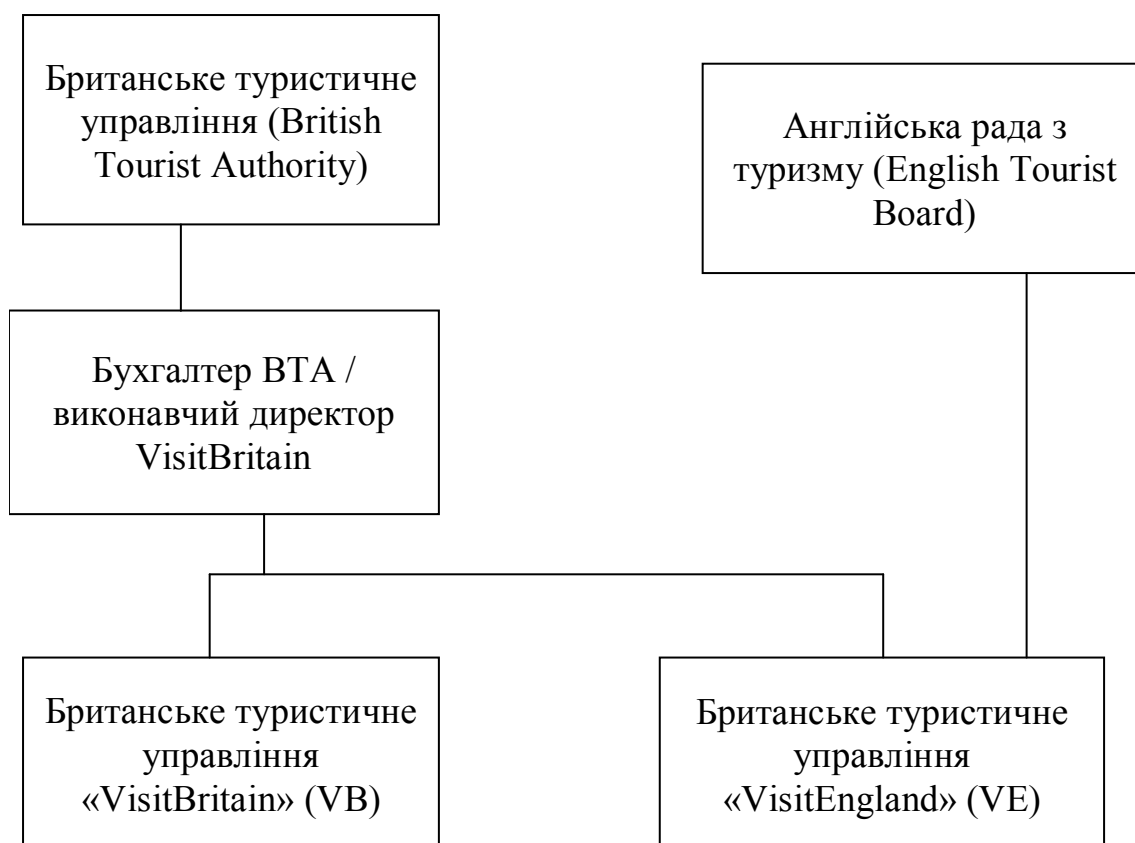 Британське туристичне
управління (British
Tourist Authority)
Англійська рада з
туризму (English Tourist
Board)
Бухгалтер BTA /
виконавчий директор
VisitBritain
Британське туристичне
управління
«VisitBritain» (VB)
Британське туристичне
управління
«VisitEngland» (VE)